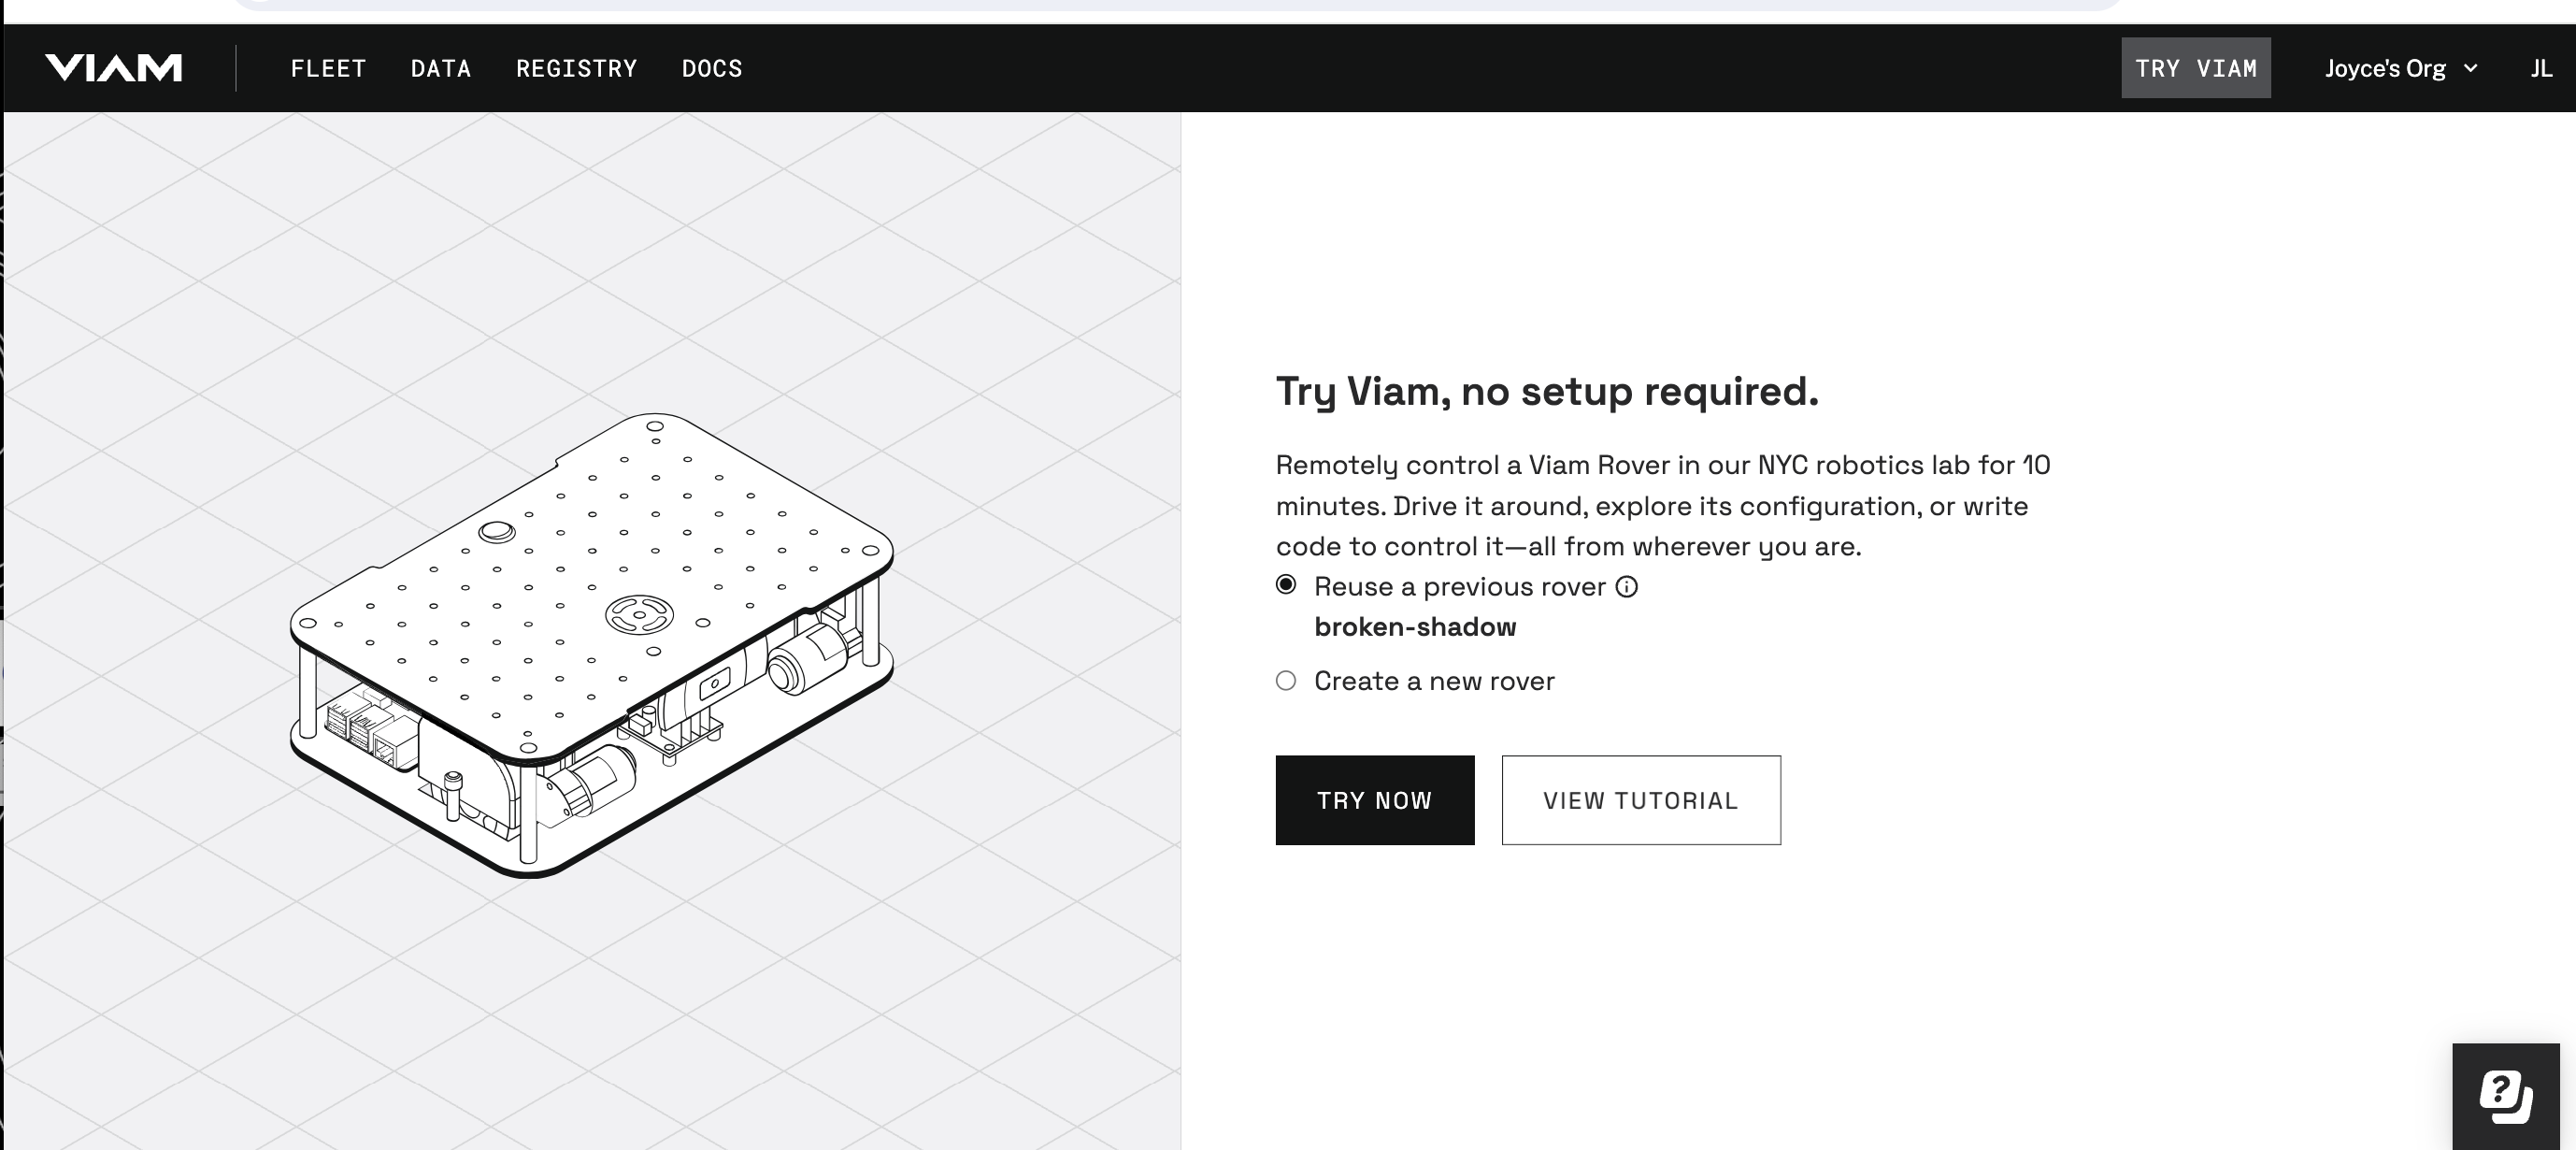 VIAM
FLEET DATA REGISTRY DOCS
TRY VIAM
Joyce's Org
JL
Try Viam, no setup required.
Remotely control a Viam Rover in our NYC robotics lab for 10
minutes. Drive it around, explore its configuration, or write
code to control it—all from wherever you are.
Reuse a previous rover
broken-shadow
Create a new rover
TRY NOW
VIEW TUTORIAL